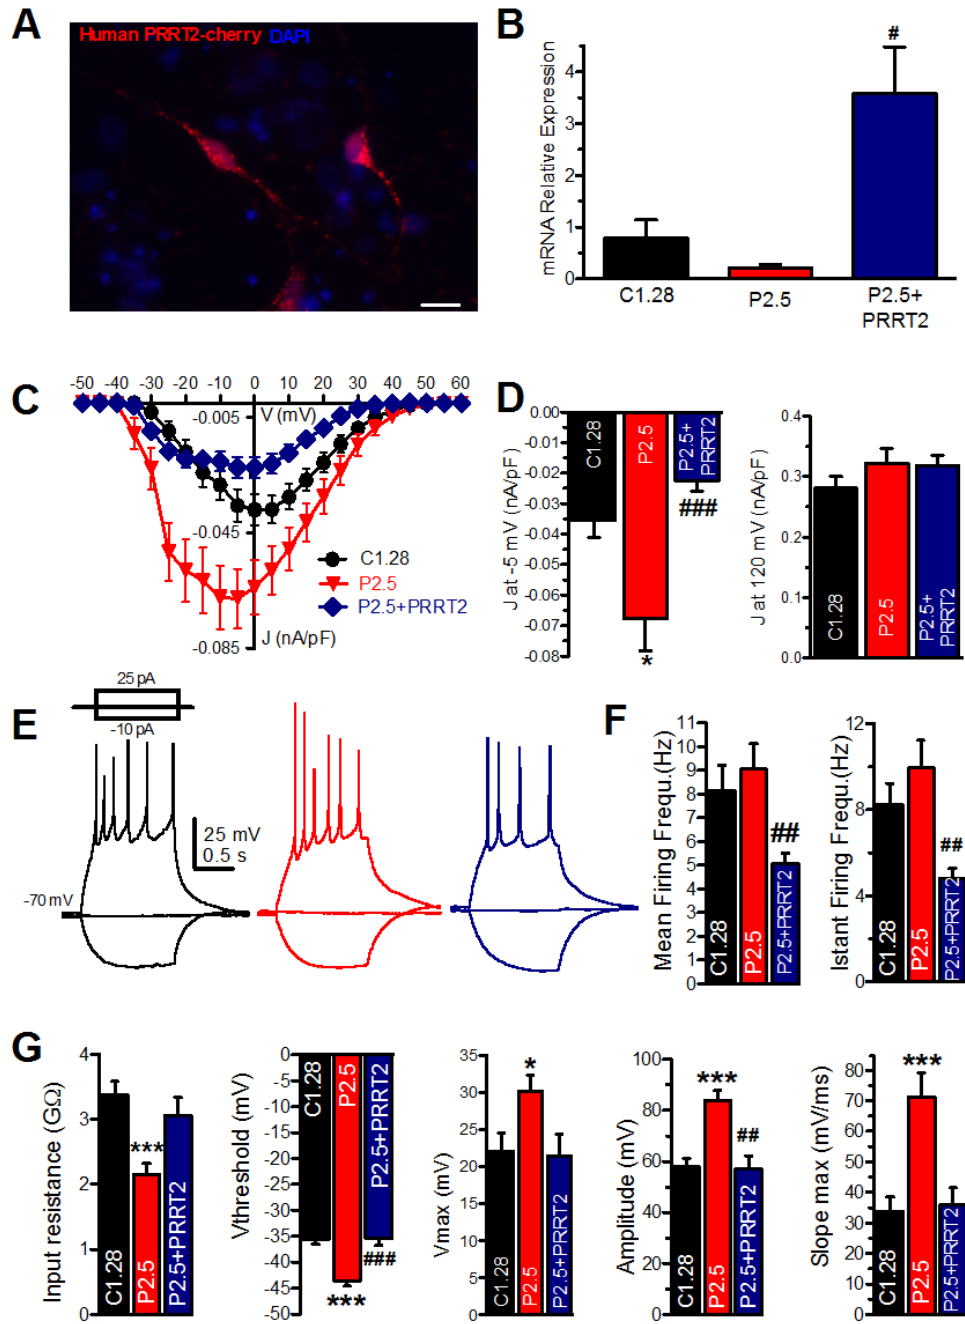 A
Human PRRT2-cherry DAPI
B
#
mRNA Relative Expression
4
3
2
1
0
C1.28
P2.5
P2.5+
PRRT2
C
-50 -40 -30 -20 -10 0 10 20 30 40 50 60
-0.005
V (mV)
-0.045
-0.085
J (nA/pF)
C1.28
P2.5
P2.5+PRRT2
D
J at -5 mV (nA/pF)
0.00
-0.01
-0.02
-0.03
-0.04
-0.05
-0.06
-0.07
-0.08
C1.28
P2.5
P2.5+
PRRT2
*
###
J at 120 mV (nA/pF)
0.4
0.3
0.2
0.1
0.0
C1.28
P2.5
P2.5+
PRRT2
E
25 pA
-10 pA
25 mV
0.5 s
-70 mV
F
Mean Firing Frequ.(Hz)
11
10
9
8
7
6
5
4
3
2
1
0
C1.28
P2.5
P2.5+PRRT2
##
Istant Firing Frequ.(Hz)
12
8
4
0
C1.28
P2.5
P2.5+PRRT2
##
G
Input resistance (GΩ)
4
3
2
1
0
C1.28
P2.5
P2.5+PRRT2
***
Vthreshold (mV)
0
-5
-10
-15
-20
-25
-30
-35
-40
-45
-50
C1.28
P2.5
P2.5+PRRT2
***
###
Vmax (mV)
35
30
25
20
15
10
5
0
C1.28
P2.5
P2.5+PRRT2
*
Amplitude (mV)
100
80
60
40
20
0
C1.28
P2.5
P2.5+PRRT2
***
##
Slope max (mV/ms)
80
70
60
50
40
30
20
10
0
C1.28
P2.5
P2.5+PRRT2
***